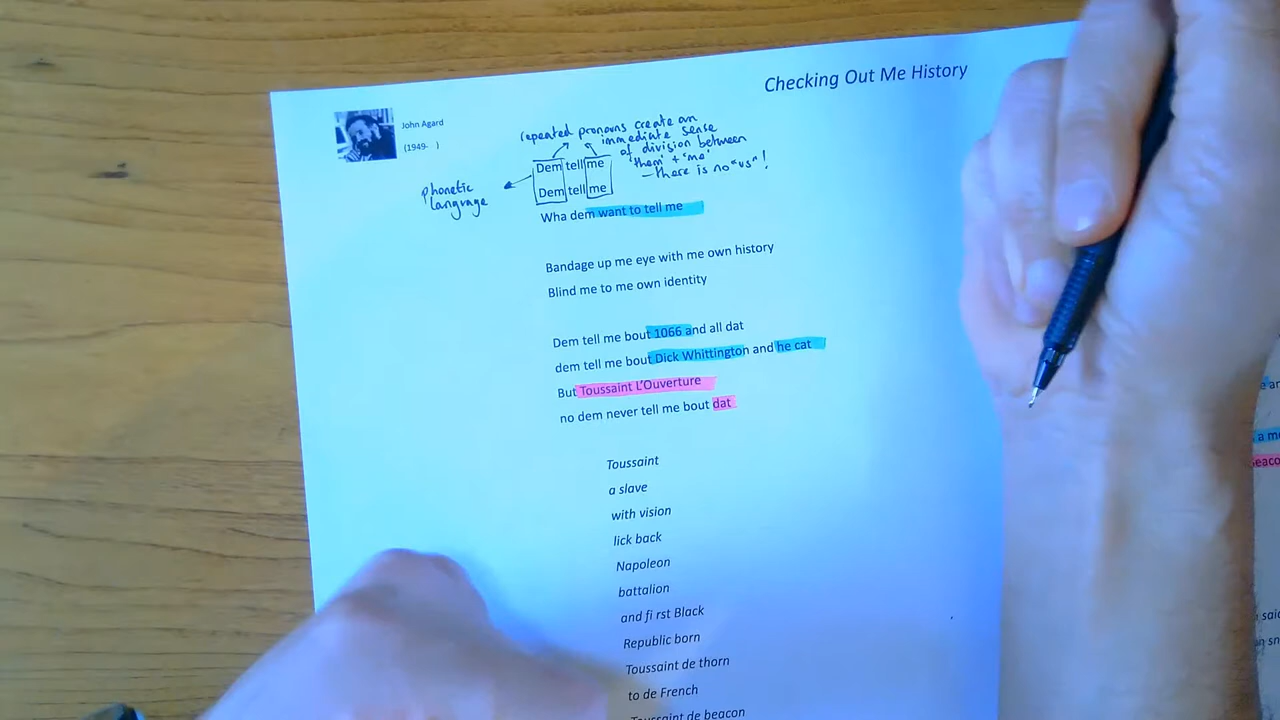 Checking Out Me History
John Agard
(1949- )
repeated pronouns create an
immediate sense
of division between
'them' + 'me'
– there is no "us"!
phonetic
language
Dem tell me
Dem tell me
Wha dem want to tell me
Bandage up me eye with me own history
Blind me to me own identity
Dem tell me bout 1066 and all dat
dem tell me bout Dick Whittington and he cat
But Toussaint L'Ouverture
no dem never tell me bout dat
Toussaint
a slave
with vision
lick back
Napoleon
battalion
and fi rst Black
Republic born
Toussaint de thorn
to de French
Toussaint de beacon